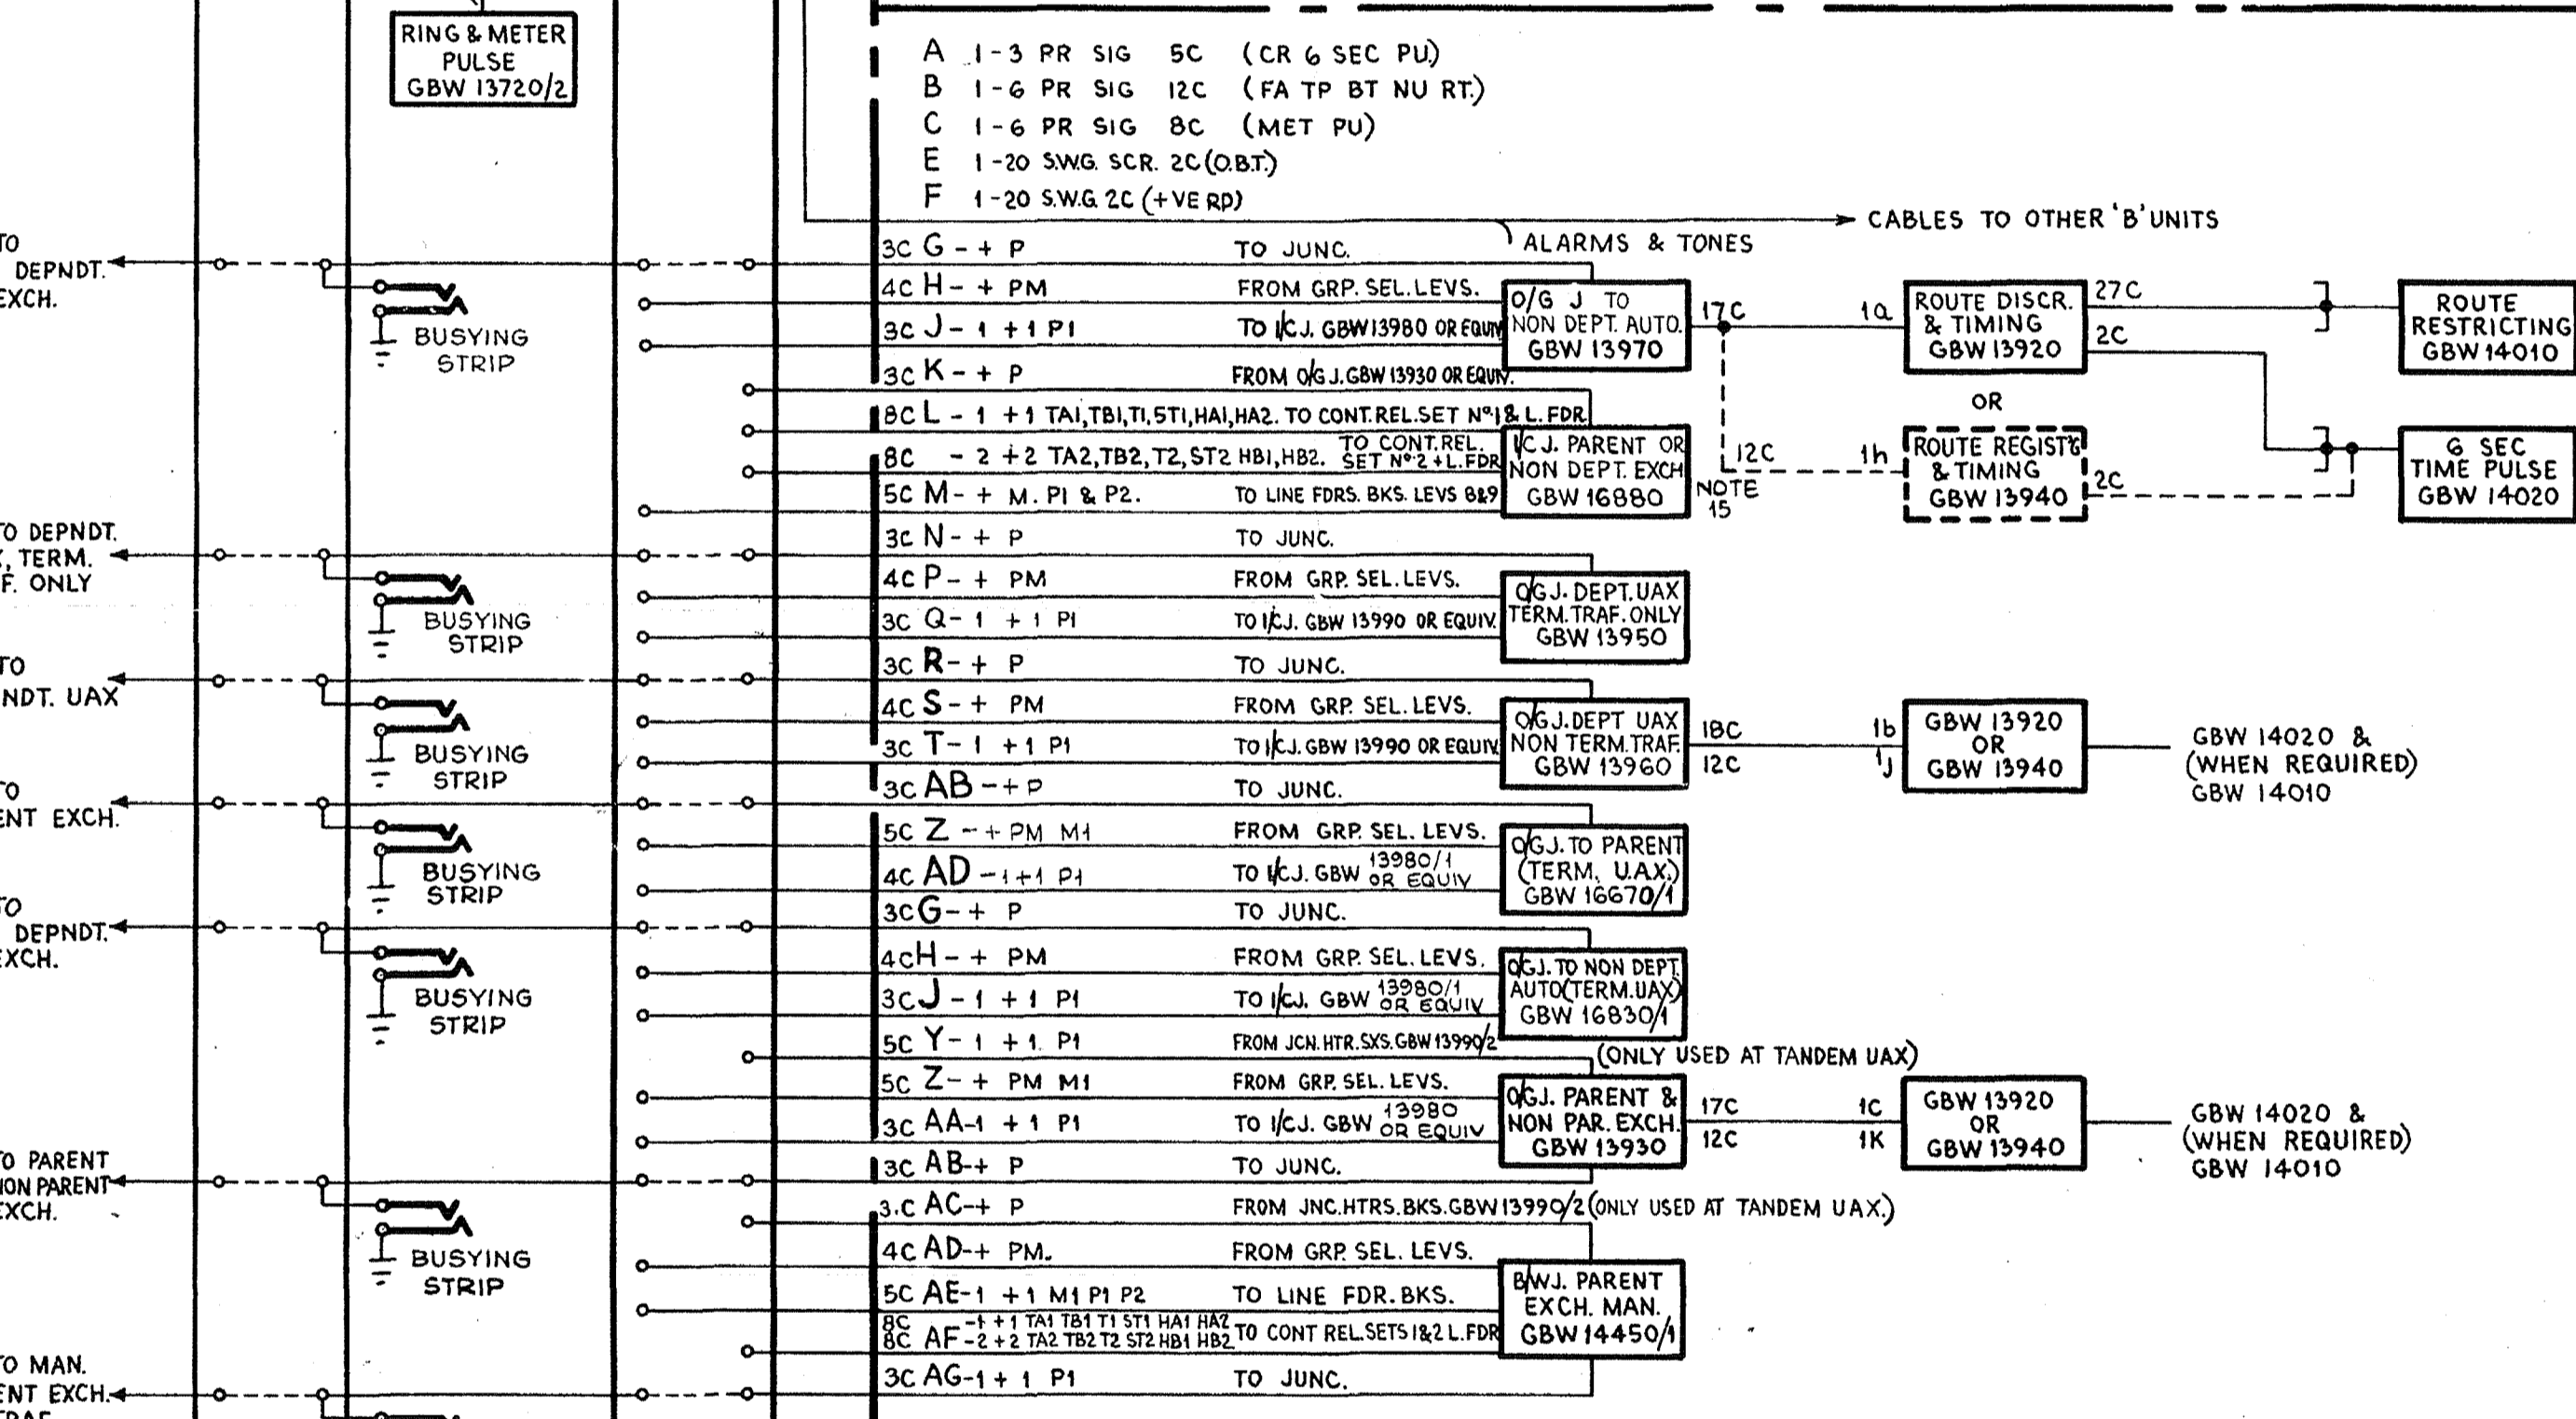 RING & METER
PULSE
GBW 13720/2
A 1-3 PR SIG 5C (CR 6 SEC PU)
B 1-6 PR SIG 12C (FA TP BT NU RT.)
C 1-6 PR SIG 8C (MET PU)
E 1-20 S.W.G. SCR. 2C (O.B.T.)
F 1-20 S.W.G. 2C (+VE RD)
CABLES TO OTHER 'B' UNITS
ALARMS & TONES
TO
DEPNDT.
EXCH.
BUSYING
STRIP
3C G - + P TO JUNC.
4C H - + PM FROM GRP. SEL. LEVS.
3C J - 1 + 1 P1 TO I/C J. GBW 13980 OR EQUIV
O/G J TO
NON DEPT. AUTO.
GBW 13970
17C
1a
ROUTE DISCR.
& TIMING
GBW 13920
27C
2C
ROUTE
RESTRICTING
GBW 14010
OR
3C K - + P FROM O/G J. GBW 13930 OR EQUIV.
8C L - 1 + 1 TA1, TB1, T1, ST1, HA1, HA2. TO CONT. REL. SET Nº 1 & L. FDR
8C - 2 + 2 TA2, TB2, T2, ST2 HB1, HB2. TO CONT. REL.
SET Nº 2 + L. FDR
5C M - + M. P1 & P2. TO LINE FDRS. BKS. LEVS 8&9
I/C J. PARENT OR
NON DEPT. EXCH
GBW 16880
NOTE
15
12C
1h
ROUTE REGISTG
& TIMING
GBW 13940
2C
6 SEC
TIME PULSE
GBW 14020
TO DEPNDT.
, TERM.
F. ONLY
BUSYING
STRIP
3C N - + P TO JUNC.
4C P - + PM FROM GRP. SEL. LEVS.
3C Q - 1 + 1 P1 TO I/C J. GBW 13990 OR EQUIV.
O/G J. DEPT. UAX
TERM. TRAF. ONLY
GBW 13950
TO
NDT. UAX
BUSYING
STRIP
3C R - + P TO JUNC.
4C S - + PM FROM GRP. SEL. LEVS.
3C T - 1 + 1 P1 TO I/C J. GBW 13990 OR EQUIV
O/G J. DEPT UAX
NON TERM. TRAF.
GBW 13960
18C
12C
1b
1J
GBW 13920
OR
GBW 13940
GBW 14020 &
(WHEN REQUIRED)
GBW 14010
TO
ENT EXCH.
BUSYING
STRIP
3C AB - + P TO JUNC.
5C Z - + PM M1 FROM GRP. SEL. LEVS.
4C AD - 1 + 1 P1 TO I/C J. GBW 13980/1
OR EQUIV
O/G J. TO PARENT
(TERM. U.AX.)
GBW 16670/1
TO
DEPNDT.
EXCH.
BUSYING
STRIP
3C G - + P TO JUNC.
4C H - + PM FROM GRP. SEL. LEVS.
3C J - 1 + 1 P1 TO I/C J. GBW 13980/1
OR EQUIV
O/G J. TO NON DEPT.
AUTO (TERM. UAX)
GBW 16830/1
5C Y - 1 + 1. P1 FROM JCN. HTR. SXS. GBW 13990/2
(ONLY USED AT TANDEM UAX)
5C Z - + PM M1 FROM GRP. SEL. LEVS.
3C AA - 1 + 1 P1 TO I/C J. GBW 13980
OR EQUIV
O/G J. PARENT &
NON PAR. EXCH.
GBW 13930
17C
12C
1C
1K
GBW 13920
OR
GBW 13940
GBW 14020 &
(WHEN REQUIRED)
GBW 14010
TO PARENT
NON PARENT
EXCH.
BUSYING
STRIP
3C AB - + P TO JUNC.
3.C AC - + P FROM JNC. HTRS. BKS. GBW 13990/2 (ONLY USED AT TANDEM UAX.)
4C AD - + PM. FROM GRP. SEL. LEVS.
5C AE - 1 + 1 M1 P1 P2 TO LINE FDR. BKS.
8C -1 + 1 TA1 TB1 T1 ST1 HA1 HA2
8C AF - 2 + 2 TA2 TB2 T2 ST2 HB1 HB2 TO CONT REL. SETS 1&2 L. FDR
B/W J. PARENT
EXCH. MAN.
GBW 14450/1
3C AG - 1 + 1 P1 TO JUNC.
TO MAN.
ENT EXCH.